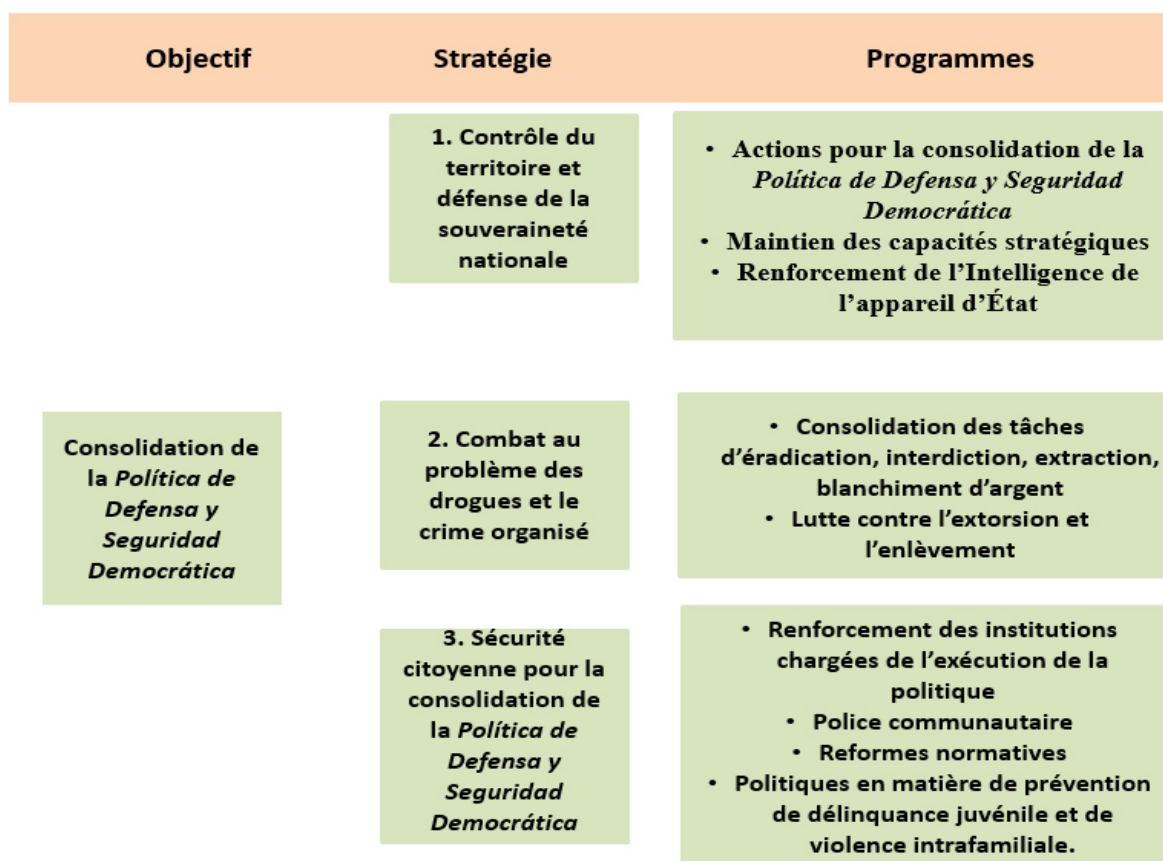 Objectif
Stratégie
Programmes
1. Contrôle du
territoire et
défense de la
souveraineté
nationale
• Actions pour la consolidation de la
Política de Defensa y Seguridad
Democrática
• Maintien des capacités stratégiques
• Renforcement de l’Intelligence de
l’appareil d’État
Consolidation de
la Política de
Defensa y
Seguridad
Democrática
2. Combat au
problème des
drogues et le
crime organisé
• Consolidation des tâches
d’éradication, interdiction, extraction,
blanchiment d’argent
• Lutte contre l’extorsion et
l’enlèvement
3. Sécurité
citoyenne pour la
consolidation de
la Política de
Defensa y
Seguridad
Democrática
• Renforcement des institutions
chargées de l’exécution de la
politique
• Police communautaire
• Reformes normatives
• Politiques en matière de prévention
de délinquance juvénile et de
violence intrafamiliale.